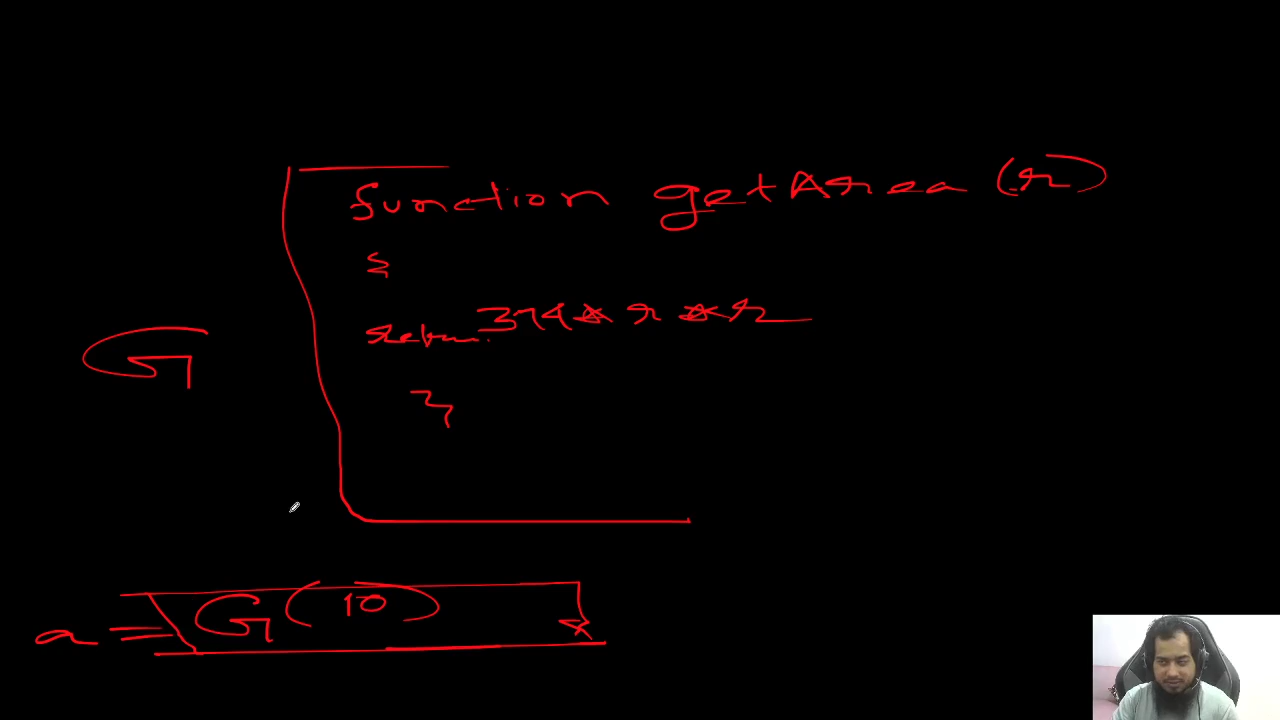 function getArea (r)
{
return 3.14 * r * r
}
G
a = G(10)